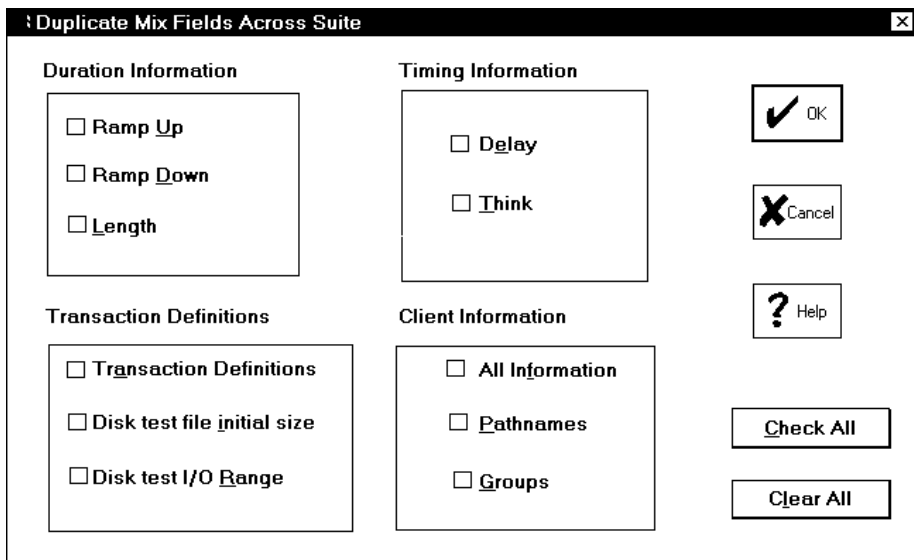 Duplicate Mix Fields Across Suite
Duration Information
Ramp Up
Ramp Down
Length
Timing Information
Delay
Think
OK
Cancel
Help
Transaction Definitions
Transaction Definitions
Disk test file initial size
Disk test I/O Range
Client Information
All Information
Pathnames
Groups
Check All
Clear All